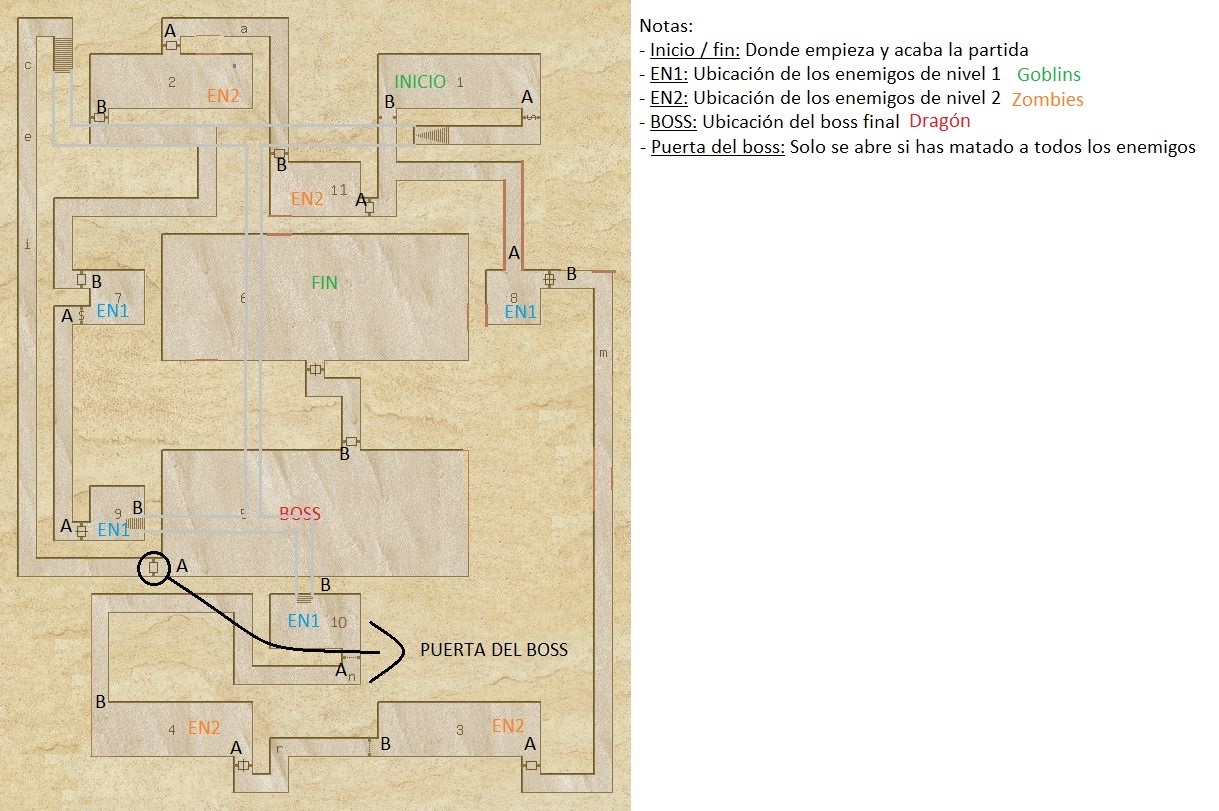 Notas:
- Inicio / fin: Donde empieza y acaba la partida
- EN1: Ubicación de los enemigos de nivel 1 Goblins
- EN2: Ubicación de los enemigos de nivel 2 Zombies
- BOSS: Ubicación del boss final Dragón
- Puerta del boss: Solo se abre si has matado a todos los enemigos
A a
c
2 INICIO 1
EN2
B B A
e
B
EN2 11 A
i
A B
B FIN
7 6 8
A EN1 EN1
m
B
9 B
5 BOSS
A EN1
A
B
EN1 10
PUERTA DEL BOSS
A n
B
4 EN2 3 EN2
A r B A